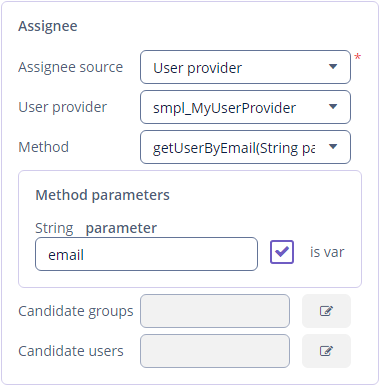 Assignee
Assignee source User provider *
User provider smpl_MyUserProvider
Method getUserByEmail(String pa
Method parameters
String parameter
email is var
Candidate groups
Candidate users